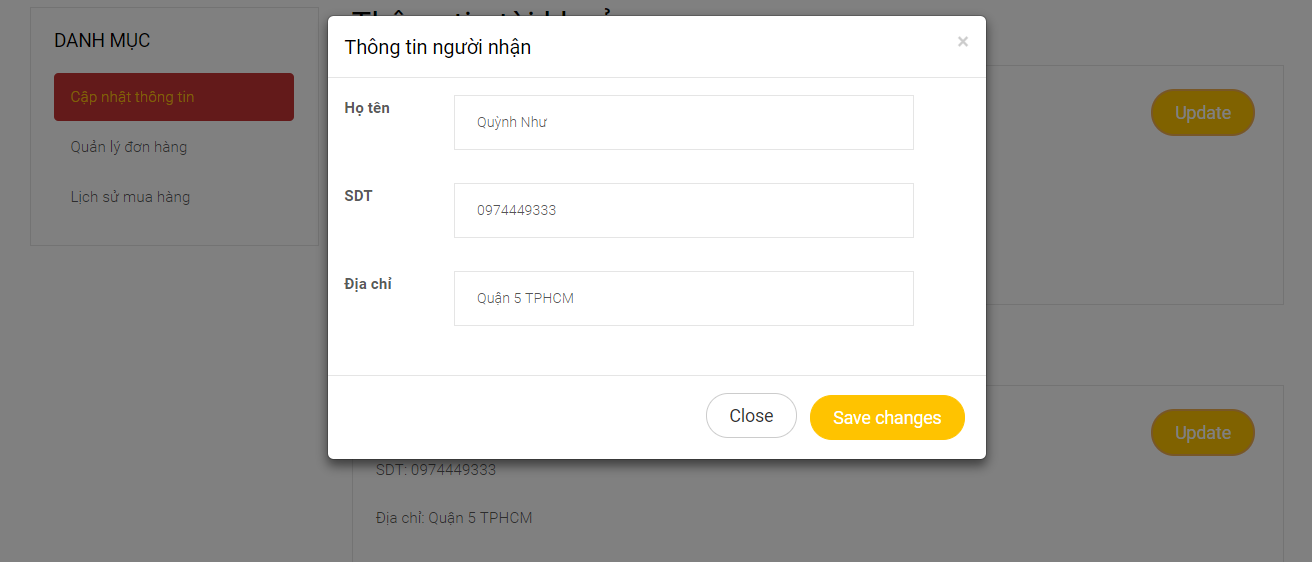 DANH MỤC
Cập nhật thông tin
Quản lý đơn hàng
Lịch sử mua hàng
Thông tin người nhận
×
Họ tên
Quỳnh Như
SDT
0974449333
Địa chỉ
Quận 5 TPHCM
Close
Save changes
Update
Update
SDT: 0974449333
Địa chỉ: Quận 5 TPHCM